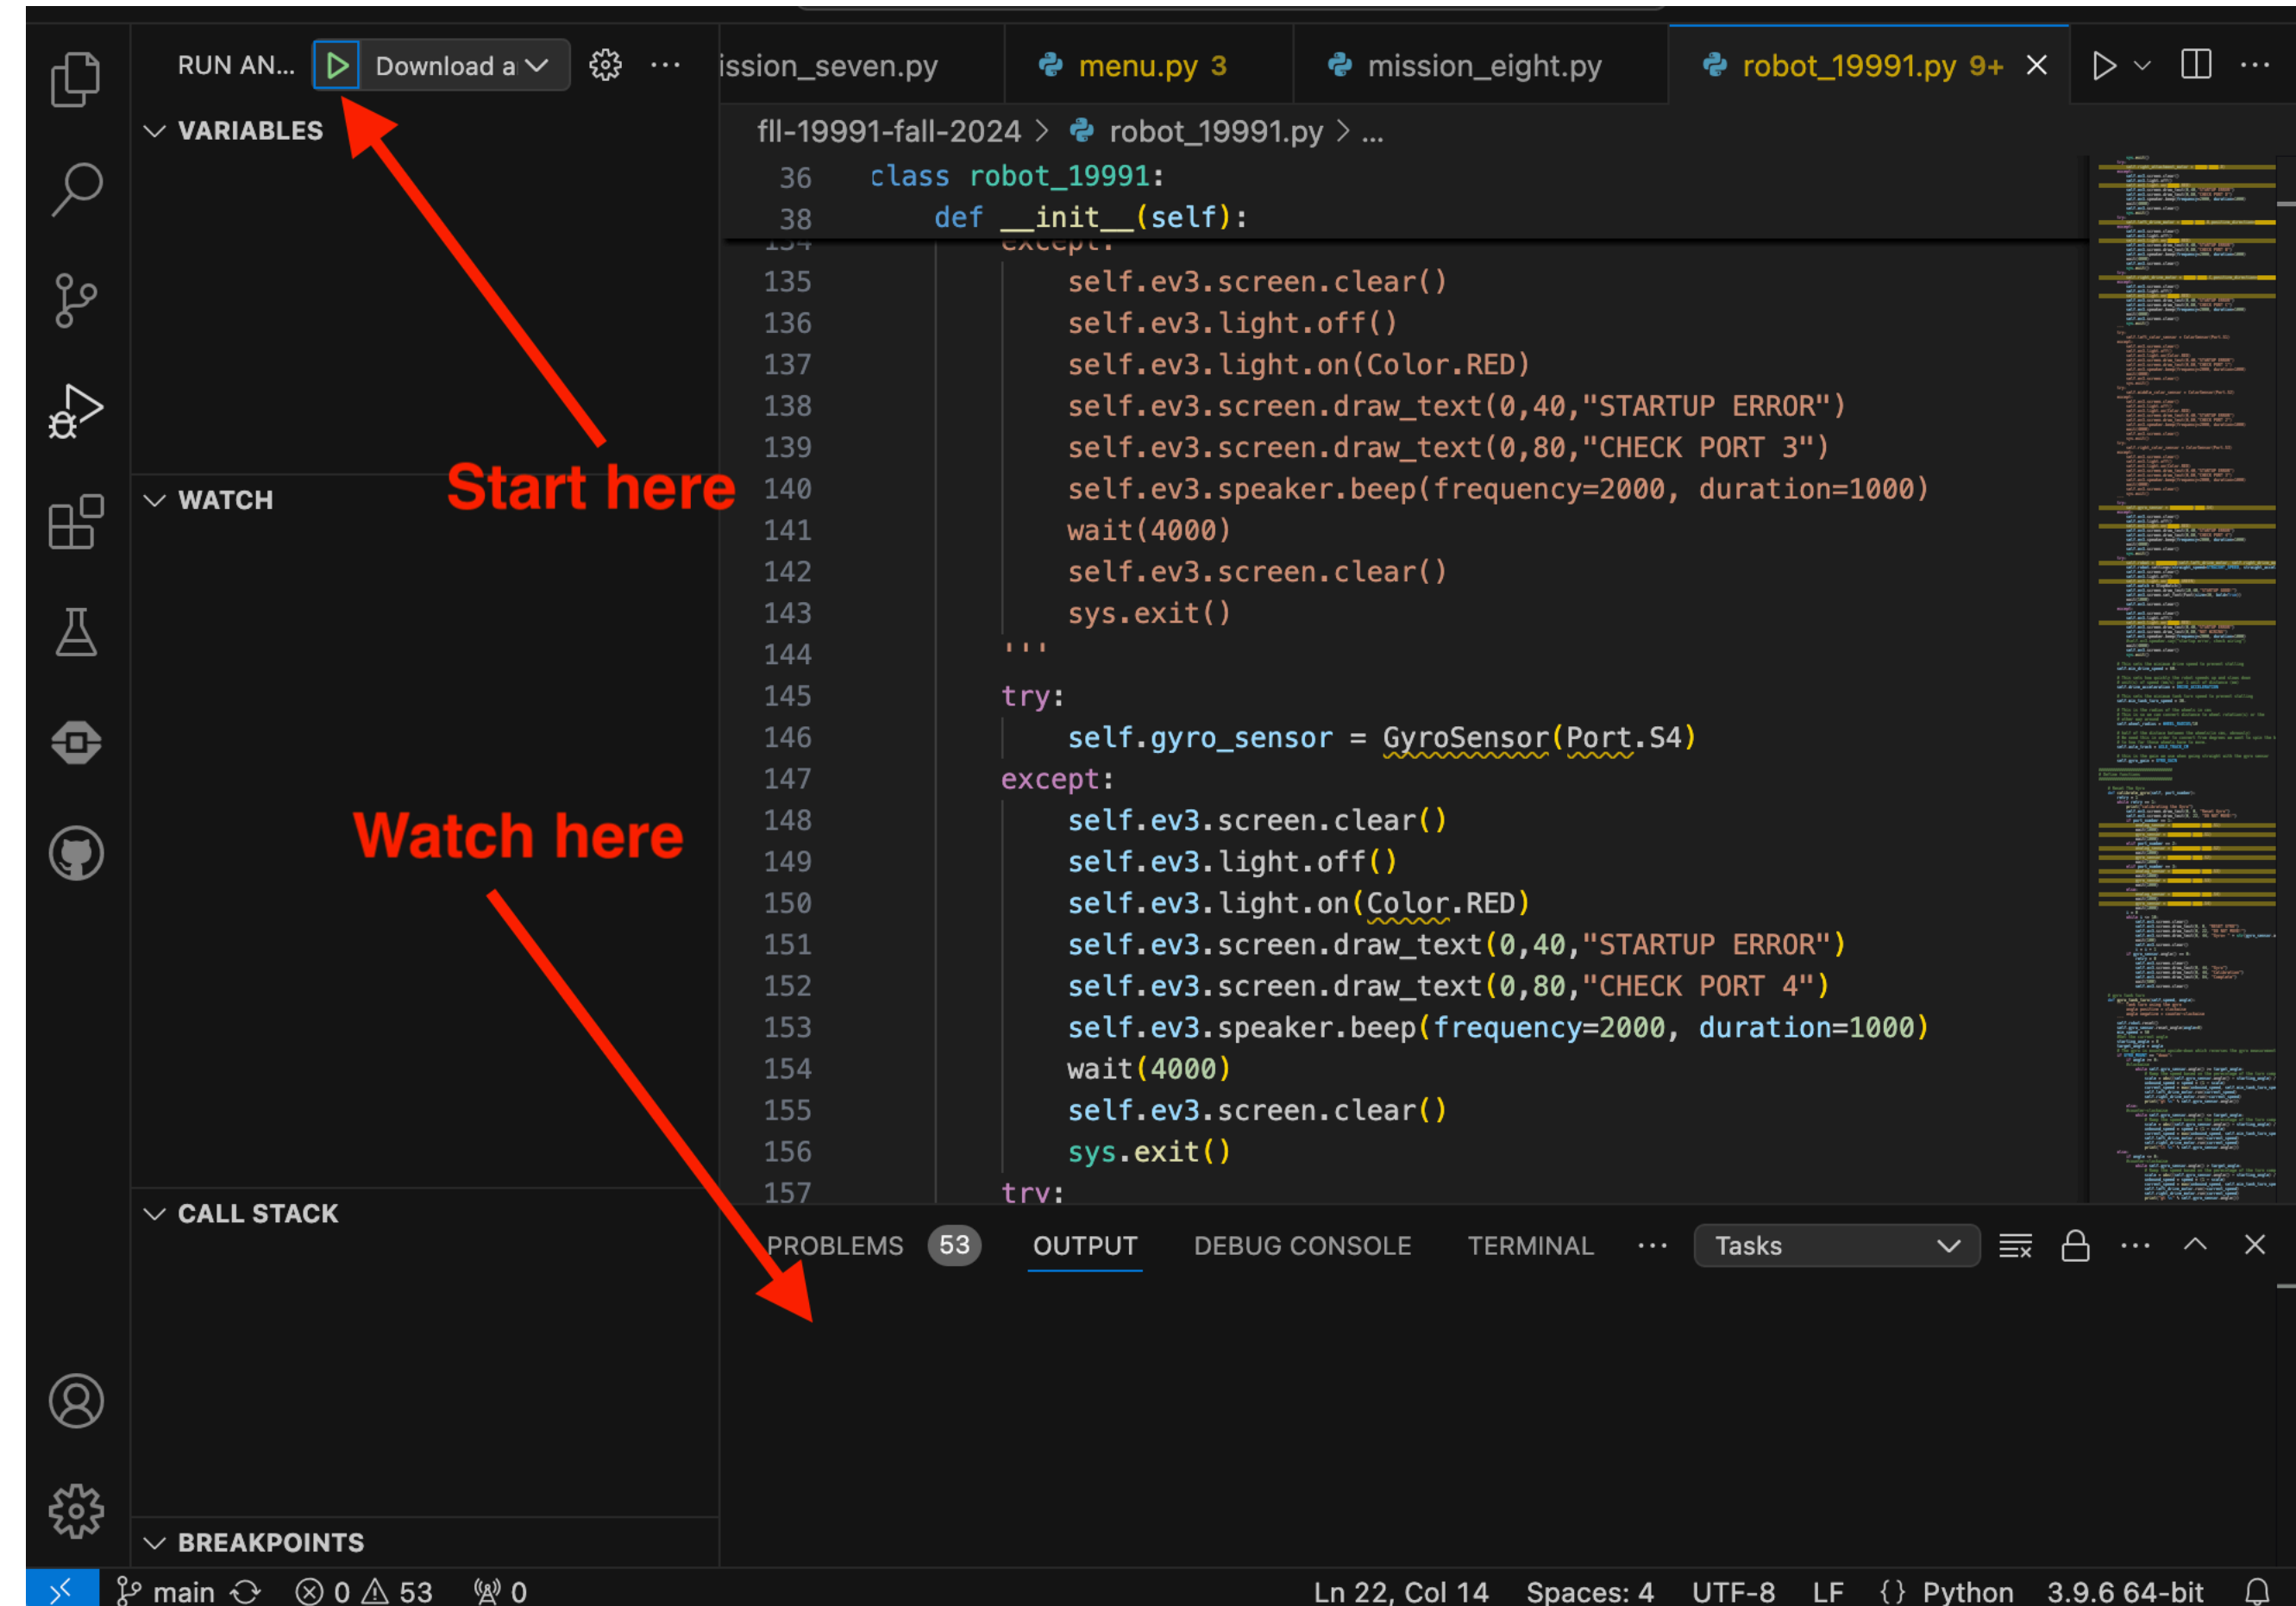 RUN AN... Download a
ission_seven.py menu.py 3 mission_eight.py robot_19991.py 9+
fll-19991-fall-2024 > robot_19991.py > ...
VARIABLES
WATCH
CALL STACK
BREAKPOINTS
Start here
Watch here
36 class robot_19991:
38 def __init__(self):
134 except:
135 self.ev3.screen.clear()
136 self.ev3.light.off()
137 self.ev3.light.on(Color.RED)
138 self.ev3.screen.draw_text(0,40,"STARTUP ERROR")
139 self.ev3.screen.draw_text(0,80,"CHECK PORT 3")
140 self.ev3.speaker.beep(frequency=2000, duration=1000)
141 wait(4000)
142 self.ev3.screen.clear()
143 sys.exit()
144 '''
145 try:
146 self.gyro_sensor = GyroSensor(Port.S4)
147 except:
148 self.ev3.screen.clear()
149 self.ev3.light.off()
150 self.ev3.light.on(Color.RED)
151 self.ev3.screen.draw_text(0,40,"STARTUP ERROR")
152 self.ev3.screen.draw_text(0,80,"CHECK PORT 4")
153 self.ev3.speaker.beep(frequency=2000, duration=1000)
154 wait(4000)
155 self.ev3.screen.clear()
156 sys.exit()
157 try:
PROBLEMS 53 OUTPUT DEBUG CONSOLE TERMINAL ... Tasks
main 0 53 0 Ln 22, Col 14 Spaces: 4 UTF-8 LF {} Python 3.9.6 64-bit